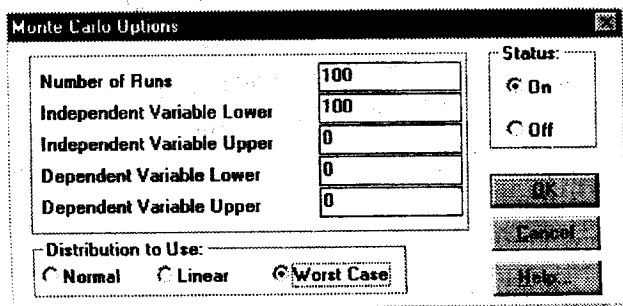 Monte Carlo Options
Status:
Number of Runs 100
On
Independent Variable Lower 100
Independent Variable Upper 0
Off
Dependent Variable Lower 0
Dependent Variable Upper 0
OK
Cancel
Help...
Distribution to Use:
Normal Linear Worst Case